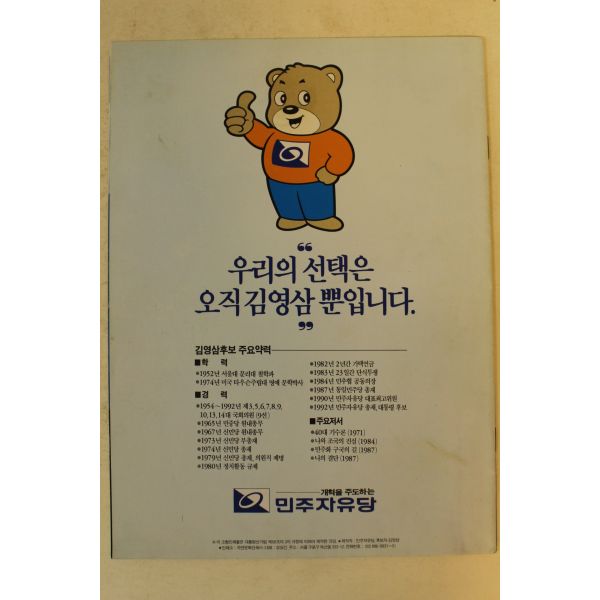 “
우리의 선택은
오직 김영삼 뿐입니다.
”
김영삼후보 주요약력
■학 력
●1952년 서울대 문리대 철학과
●1974년 미국 타우슨주립대 명예 문학박사
■경 력
●1954～1992년 제3,5,6,7,8,9,
10,13,14대 국회의원 (9선)
●1965년 민중당 원내총무
●1967년 신민당 원내총무
●1973년 신민당 부총재
●1974년 신민당 총재
●1979년 신민당 총재, 의원직 제명
●1980년 정치활동 규제
●1982년 2년간 가택연금
●1983년 23일간 단식투쟁
●1984년 민추협 공동의장
●1987년 통일민주당 총재
●1990년 민주자유당 대표최고위원
●1992년 민주자유당 총재, 대통령 후보
■주요저서
●40대 기수론 (1971)
●나와 조국의 진실 (1984)
●민주화 구국의 길 (1987)
●나의 결단 (1987)
개혁을 주도하는
민주자유당